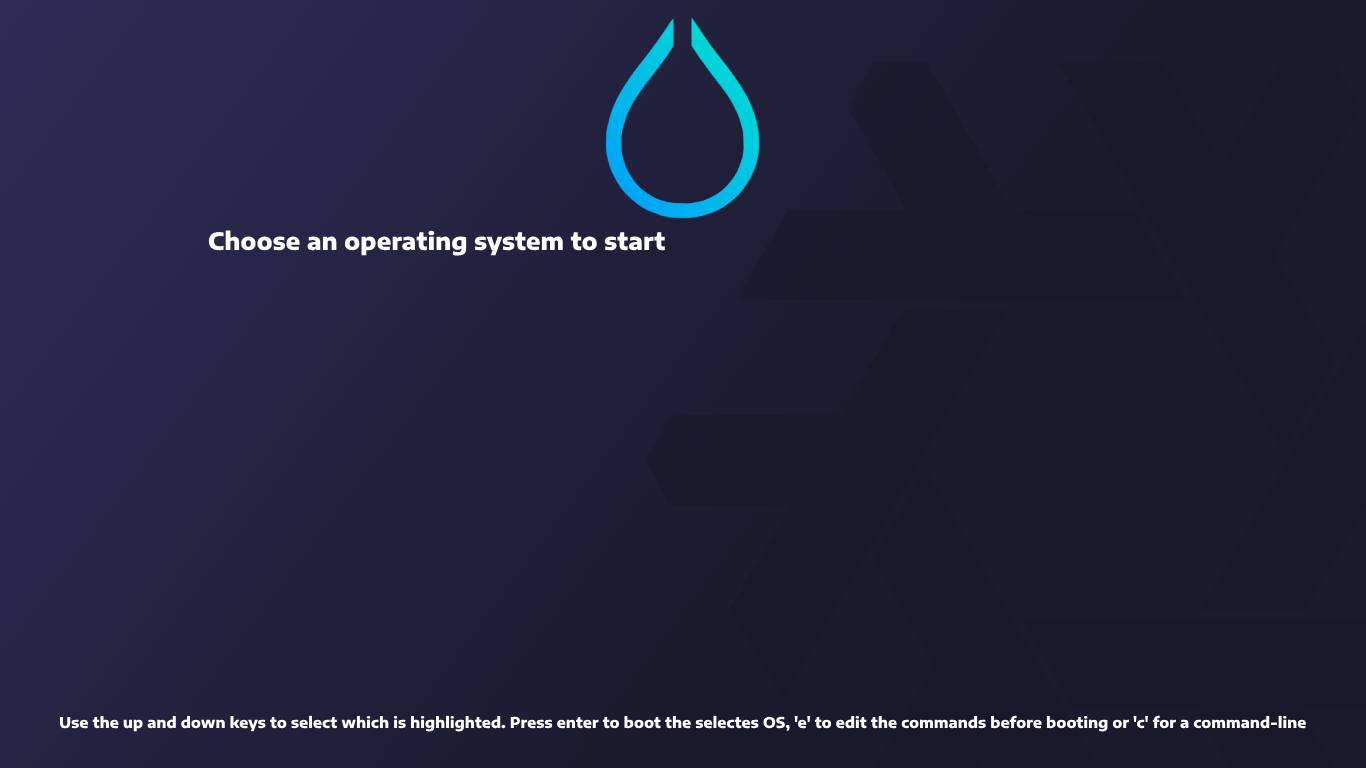 Choose an operating system to start
Use the up and down keys to select which is highlighted. Press enter to boot the selectes OS, 'e' to edit the commands before booting or 'c' for a command-line